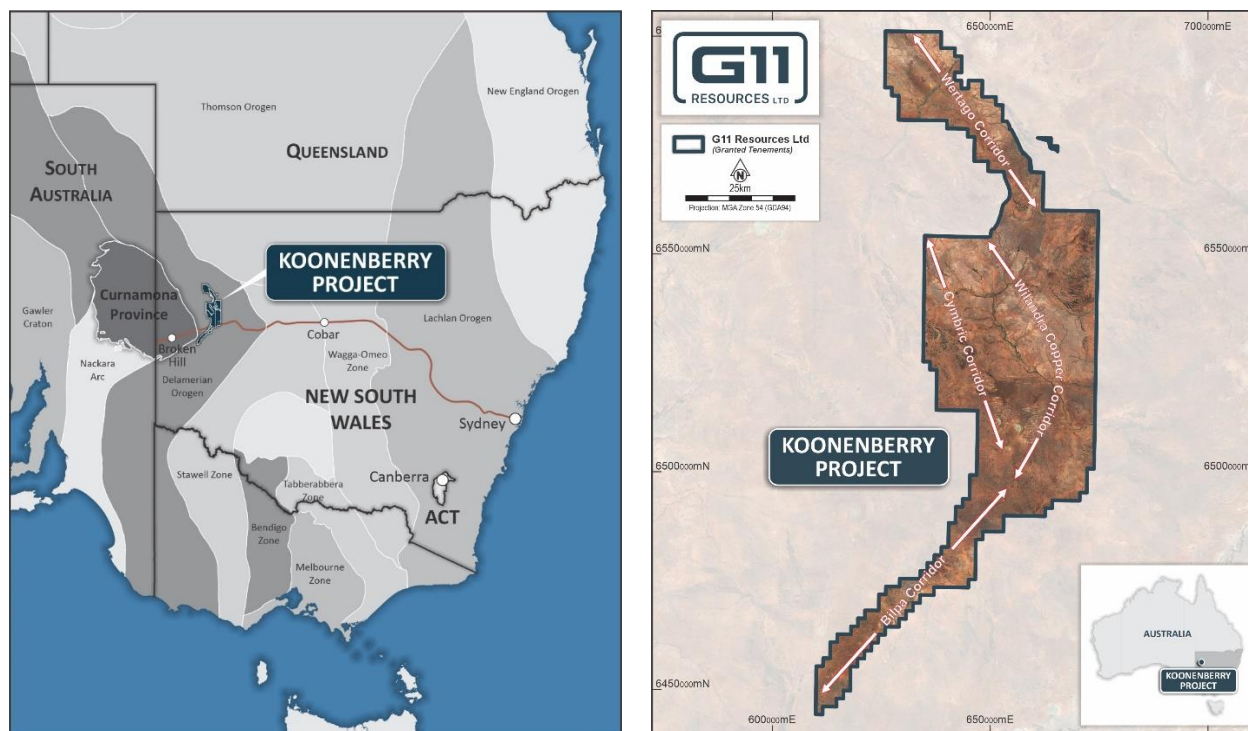 Thomson Orogen
New England Orogen
QUEENSLAND
SOUTH
AUSTRALIA
KOONENBERRY
PROJECT
Curnamona
Province
Gawler
Craton
Broken
Hill
Cobar
Lachlan Orogen
Nackara
Arc
Delamerian
Orogen
Wagga-Omeo
Zone
NEW SOUTH
WALES
Sydney
Stawell Zone
Tabberabbera
Zone
Canberra
ACT
Bendigo
Zone
Melbourne
Zone
650000mE
700000mE
G11
RESOURCES LTD
G11 Resources Ltd
(Granted Tenements)
N
25km
Projection: MGA Zone 54 (GDA94)
Wertago Corridor
6550000mN
6550000mN
Cymbric Corridor
Wilandra Copper Corridor
KOONENBERRY
PROJECT
6500000mN
6500000mN
Bilpa Corridor
AUSTRALIA
KOONENBERRY
PROJECT
6450000mN
600000mE
650000mE